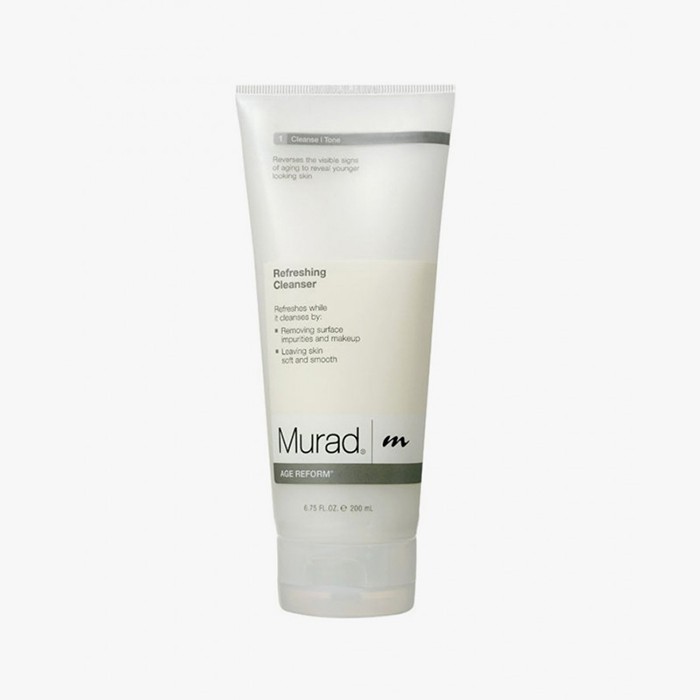 1 Cleanse | Tone
Reverses the visible signs
of aging to reveal younger
looking skin
Refreshing
Cleanser
Refreshes while
it cleanses by:
▪ Removing surface
impurities and makeup
▪ Leaving skin
soft and smooth
Murad® | m
AGE REFORM™
6.75 FL.OZ. ℮ 200 mL